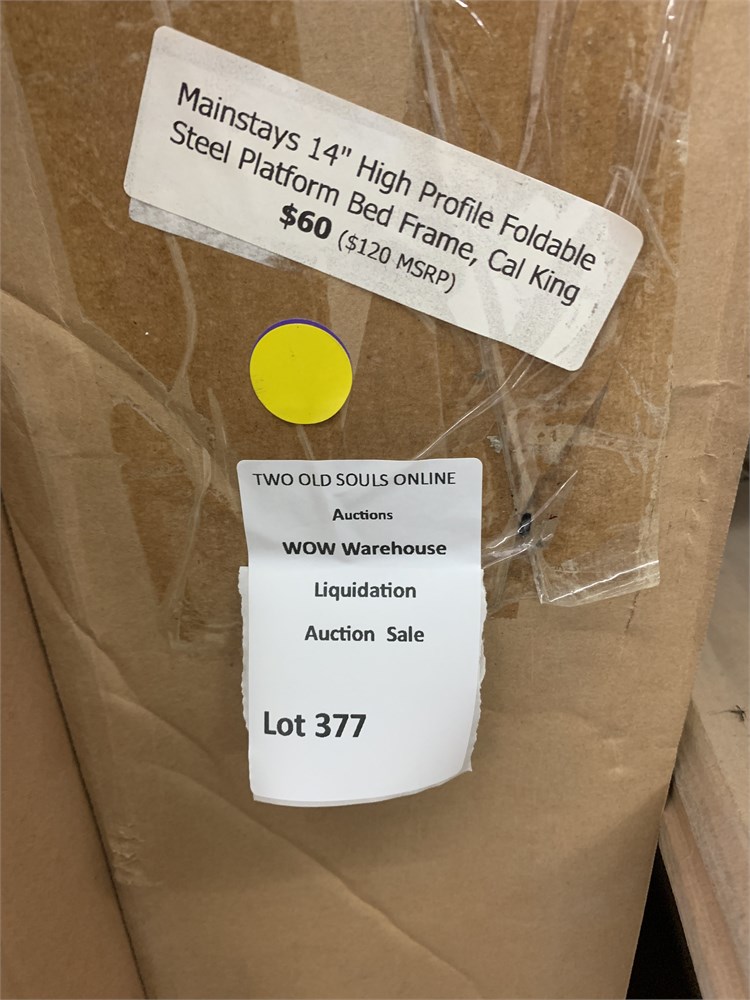 Mainstays 14" High Profile Foldable
Steel Platform Bed Frame, Cal King
$60 ($120 MSRP)
TWO OLD SOULS ONLINE
Auctions
WOW Warehouse
Liquidation
Auction Sale
Lot 377